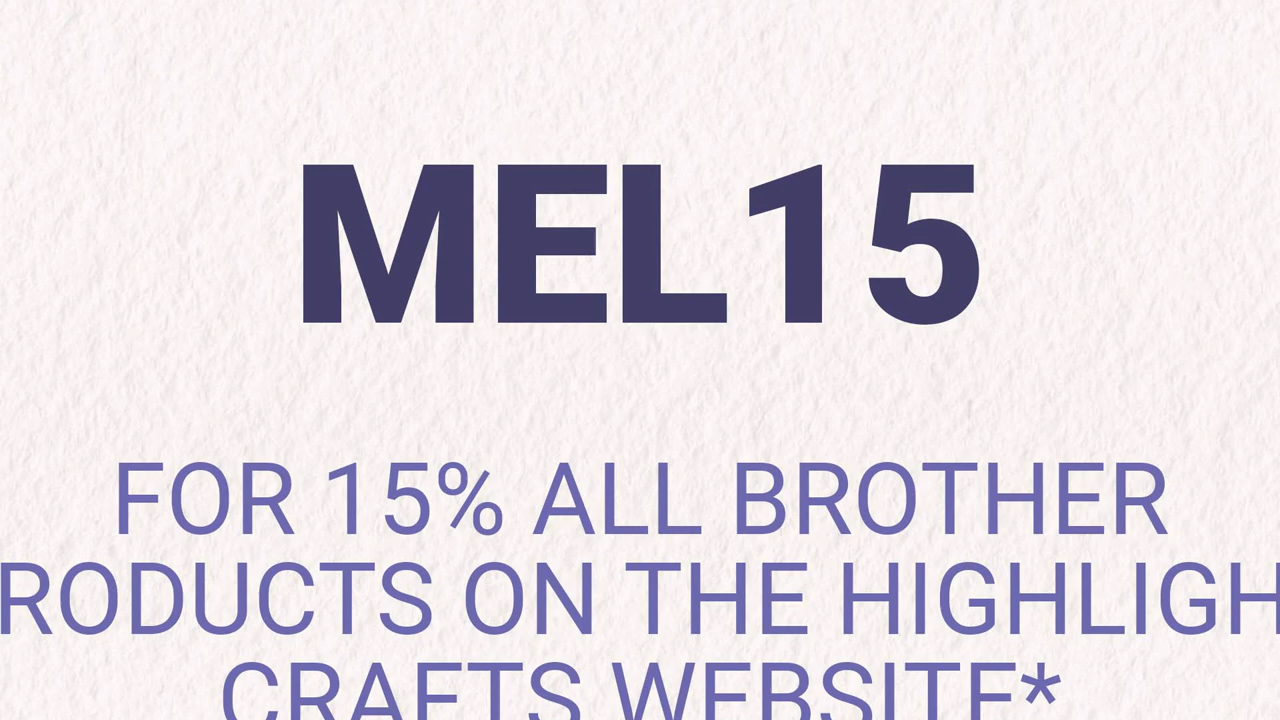 MEL15
FOR 15% ALL BROTHER
RODUCTS ON THE HIGHLIGH
CRAFTS WEBSITE*